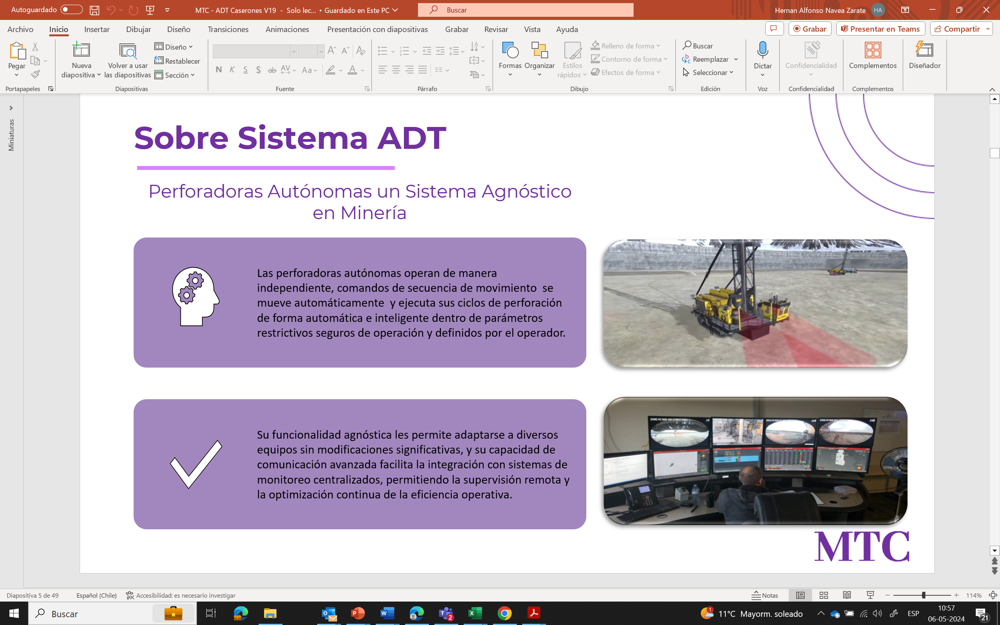 Autoguardado
MTC - ADT Caserones V19 - Solo lec... • Guardado en Este PC
Buscar
Hernan Alfonso Navea Zarate
HA
Archivo
Inicio
Insertar
Dibujar
Diseño
Transiciones
Animaciones
Presentación con diapositivas
Grabar
Revisar
Vista
Ayuda
Grabar
Presentar en Teams
Compartir
Pegar
Nueva
diapositiva
Volver a usar
las diapositivas
Diseño
Restablecer
Sección
Formas
Organizar
Estilos
rápidos
Relleno de forma
Contorno de forma
Efectos de forma
Buscar
Reemplazar
Seleccionar
Dictar
Confidencialidad
Complementos
Diseñador
Portapapeles
Diapositivas
Fuente
Párrafo
Dibujo
Edición
Voz
Confidencialidad
Complementos
Miniaturas
Sobre Sistema ADT
Perforadoras Autónomas un Sistema Agnóstico
en Minería
Las perforadoras autónomas operan de manera
independiente, comandos de secuencia de movimiento se
mueve automáticamente y ejecuta sus ciclos de perforación
de forma automática e inteligente dentro de parámetros
restrictivos seguros de operación y definidos por el operador.
Su funcionalidad agnóstica les permite adaptarse a diversos
equipos sin modificaciones significativas, y su capacidad de
comunicación avanzada facilita la integración con sistemas de
monitoreo centralizados, permitiendo la supervisión remota y
la optimización continua de la eficiencia operativa.
MTC
Diapositiva 5 de 49
Español (Chile)
Accesibilidad: es necesario investigar
Notas
114%
Buscar
11°C Mayorm. soleado
ESP
10:57
06-05-2024
21